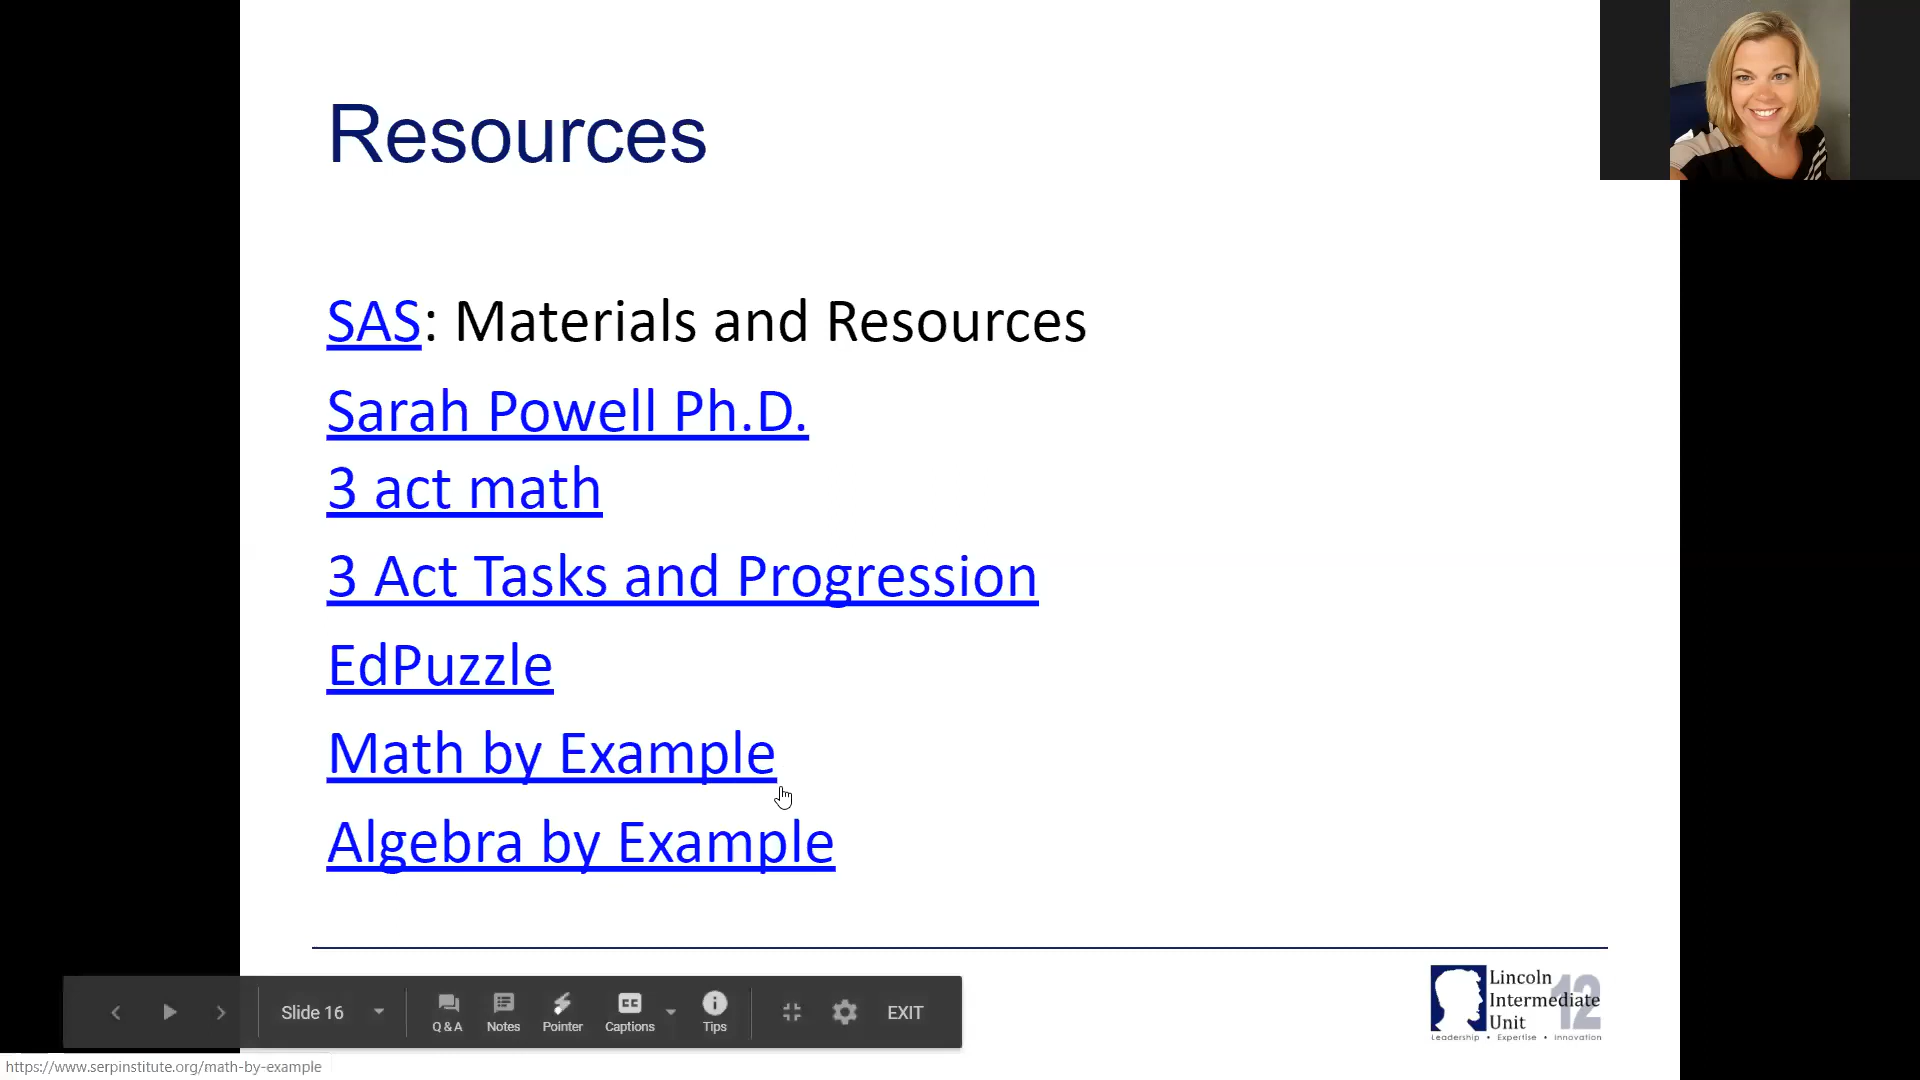 Resources
SAS: Materials and Resources
Sarah Powell Ph.D.
3 act math
3 Act Tasks and Progression
EdPuzzle
Math by Example
Algebra by Example
Lincoln
Intermediate
Unit
12
Leadership • Expertise • Innovation
Slide 16
Q & A
Notes
Pointer
CC
Captions
Tips
EXIT
https://www.serpinstitute.org/math-by-example